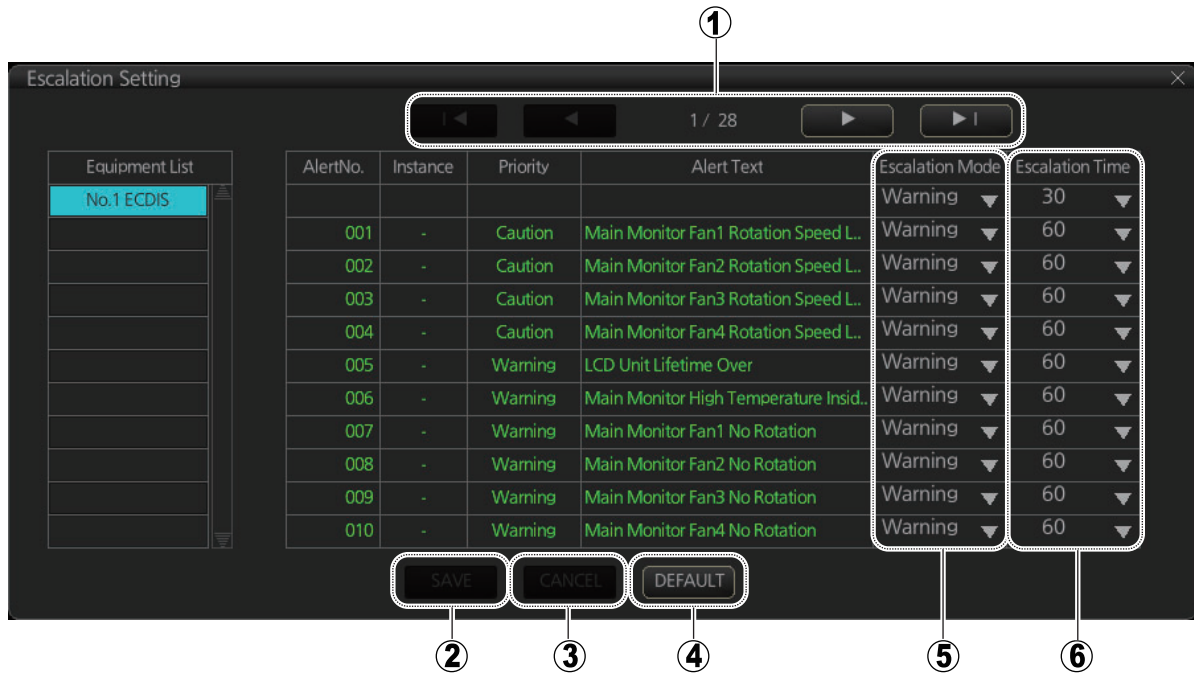 1
Escalation Setting
1 / 28
Equipment List
No.1 ECDIS
AlertNo. Instance Priority Alert Text Escalation Mode Escalation Time
Warning 30
001 - Caution Main Monitor Fan1 Rotation Speed L.. Warning 60
002 - Caution Main Monitor Fan2 Rotation Speed L.. Warning 60
003 - Caution Main Monitor Fan3 Rotation Speed L.. Warning 60
004 - Caution Main Monitor Fan4 Rotation Speed L.. Warning 60
005 - Warning LCD Unit Lifetime Over Warning 60
006 - Warning Main Monitor High Temperature Insid.. Warning 60
007 - Warning Main Monitor Fan1 No Rotation Warning 60
008 - Warning Main Monitor Fan2 No Rotation Warning 60
009 - Warning Main Monitor Fan3 No Rotation Warning 60
010 - Warning Main Monitor Fan4 No Rotation Warning 60
SAVE CANCEL DEFAULT
2 3 4 5 6